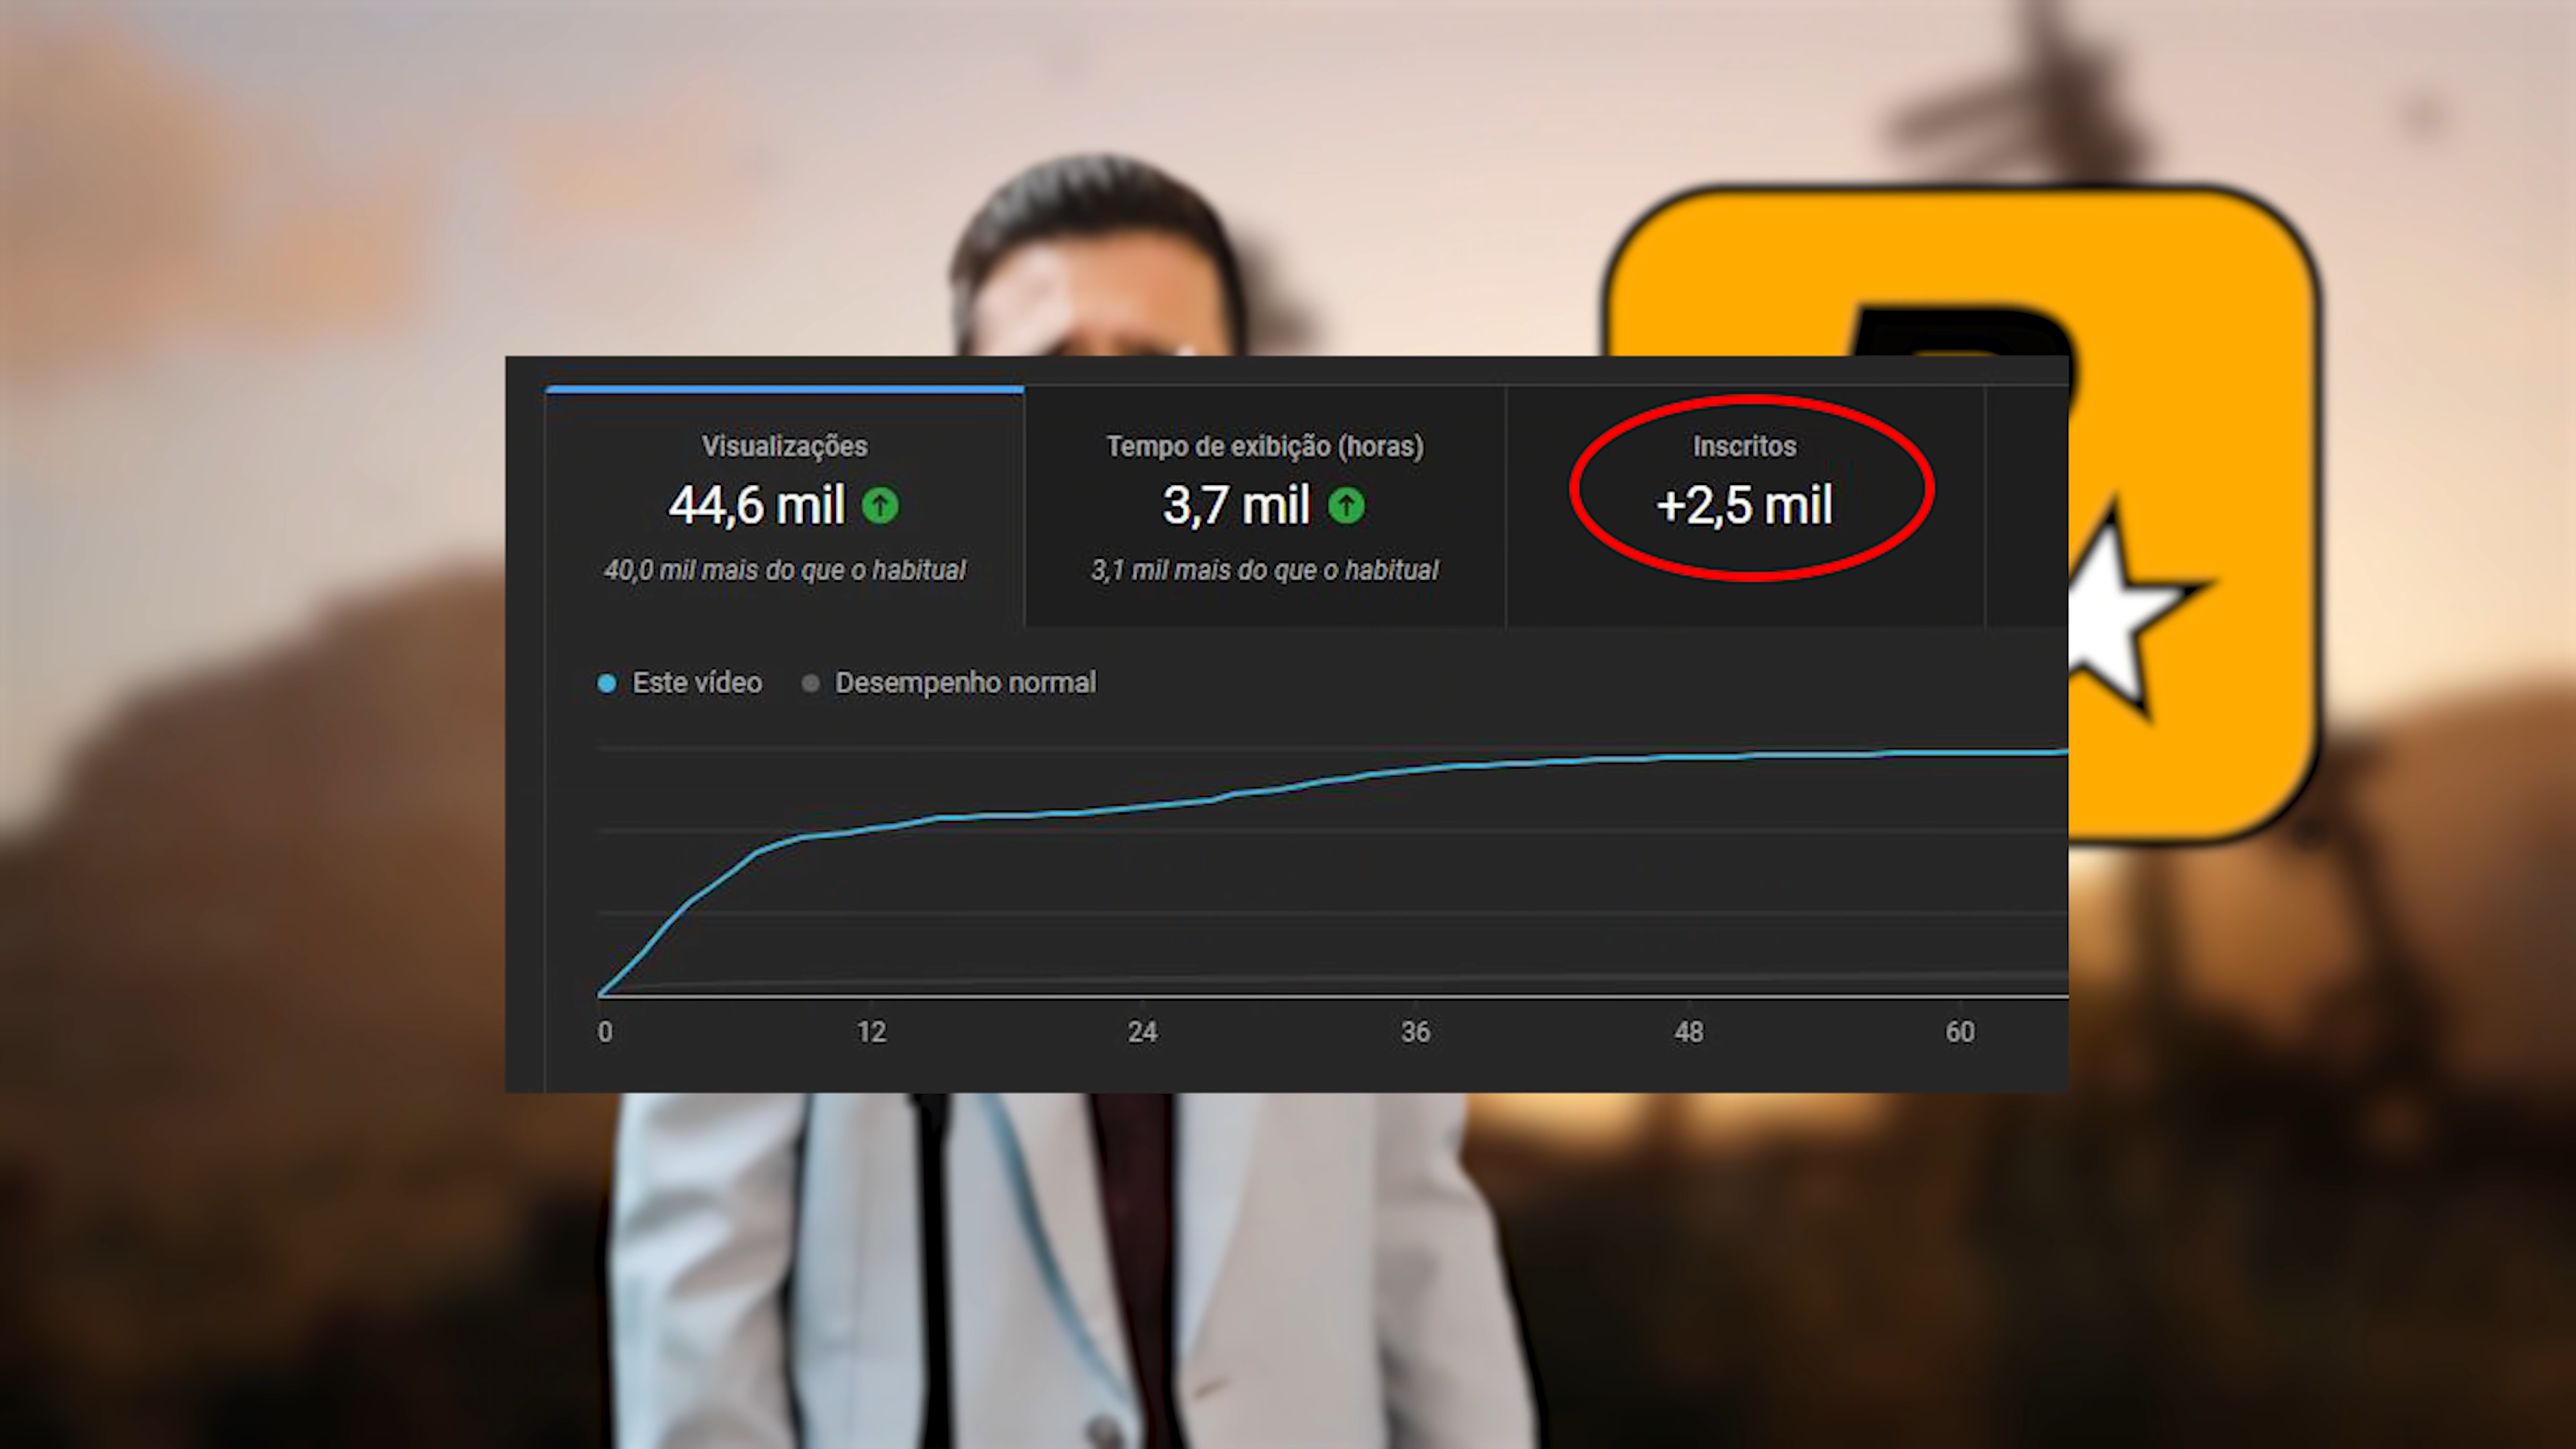 Visualizações
44,6 mil
40,0 mil mais do que o habitual
Tempo de exibição (horas)
3,7 mil
3,1 mil mais do que o habitual
Inscritos
+2,5 mil
Este vídeo
Desempenho normal
0 12 24 36 48 60